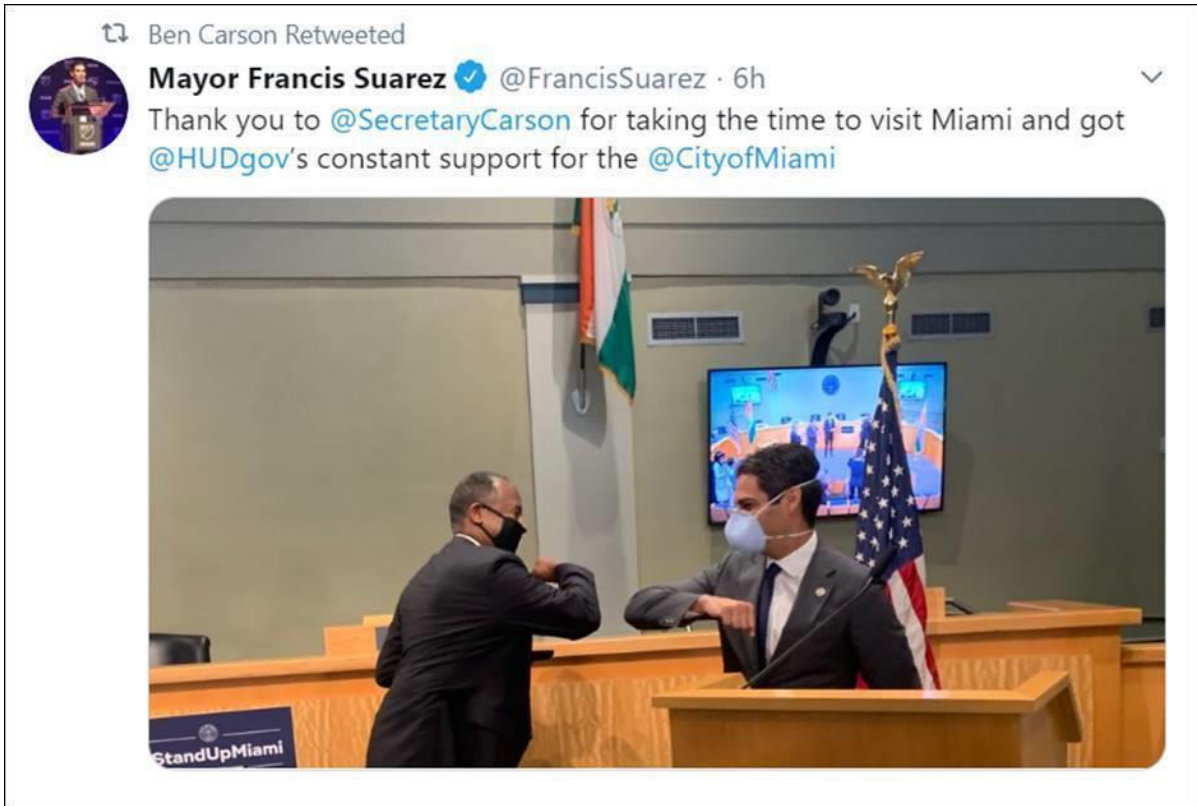 Ben Carson Retweeted
Mayor Francis Suarez @FrancisSuarez · 6h
Thank you to @SecretaryCarson for taking the time to visit Miami and got
@HUDgov's constant support for the @CityofMiami
StandUpMiami